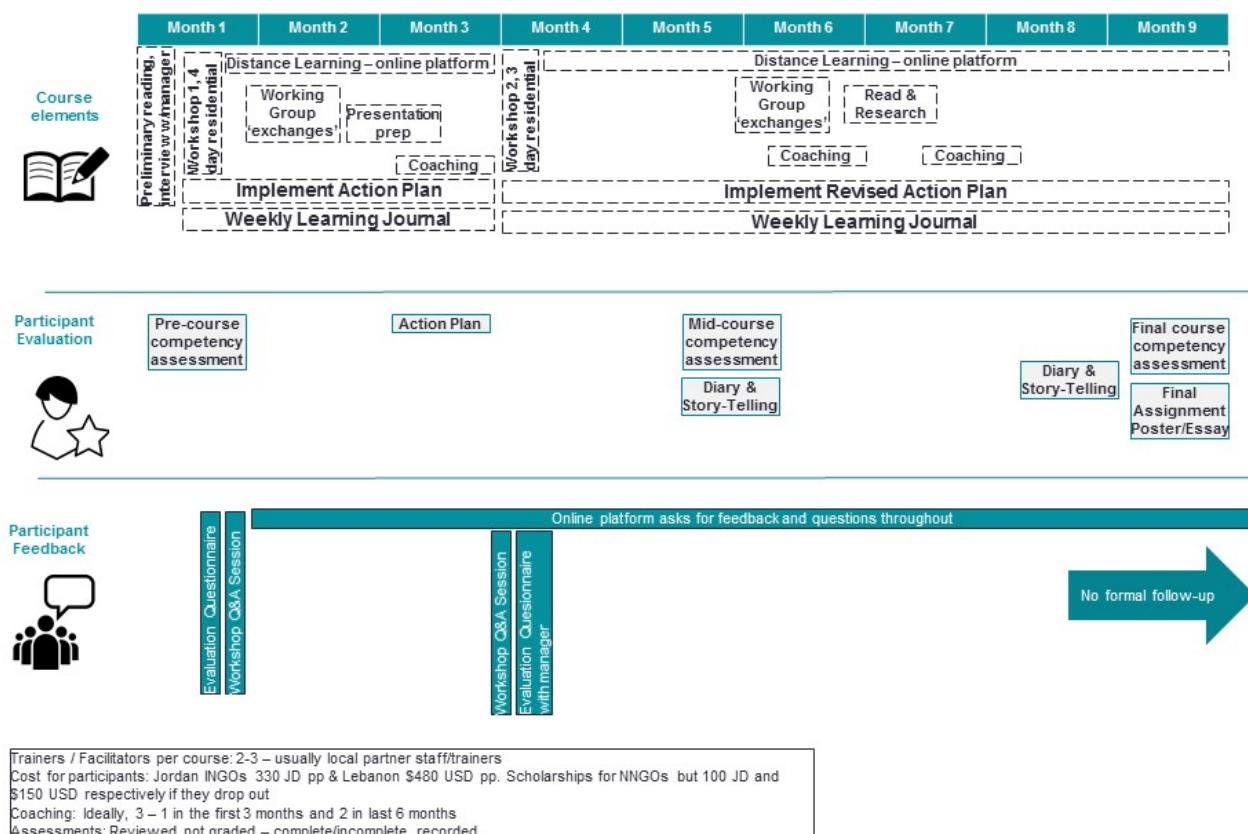 Month 1 Month 2 Month 3 Month 4 Month 5 Month 6 Month 7 Month 8 Month 9
Course
elements
Preliminary reading,
interview w/manager
Workshop 1, 4
day residential
Distance Learning – online platform
Working
Group
'exchanges'
Presentation
prep
Coaching
Implement Action Plan
Weekly Learning Journal
Workshop 2, 3
day residential
Distance Learning – online platform
Working
Group
'exchanges'
Read &
Research
Coaching
Coaching
Implement Revised Action Plan
Weekly Learning Journal
Participant
Evaluation
Pre-course
competency
assessment
Action Plan
Mid-course
competency
assessment
Diary &
Story-Telling
Diary &
Story-Telling
Final course
competency
assessment
Final
Assignment
Poster/Essay
Participant
Feedback
Evaluation Questionnaire
Workshop Q&A Session
Online platform asks for feedback and questions throughout
Workshop Q&A Session
Evaluation Quesionnaire
with manager
No formal follow-up
Trainers / Facilitators per course: 2-3 – usually local partner staff/trainers
Cost for participants: Jordan INGOs 330 JD pp & Lebanon $480 USD pp. Scholarships for NNGOs but 100 JD and
$150 USD respectively if they drop out
Coaching: Ideally, 3 – 1 in the first 3 months and 2 in last 6 months
Assessments: Reviewed not graded – complete/incomplete recorded